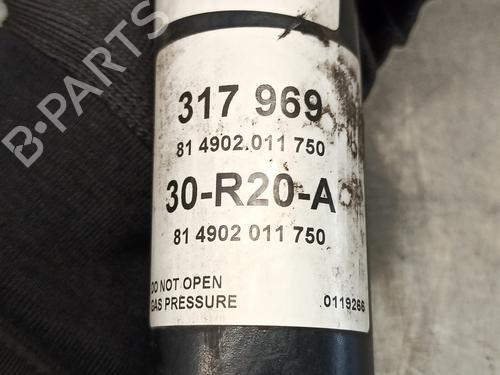 B-PARTS
317 969
81 4902 011 750
30-R20-A
81 4902 011 750
DO NOT OPEN
GAS PRESSURE 0119266